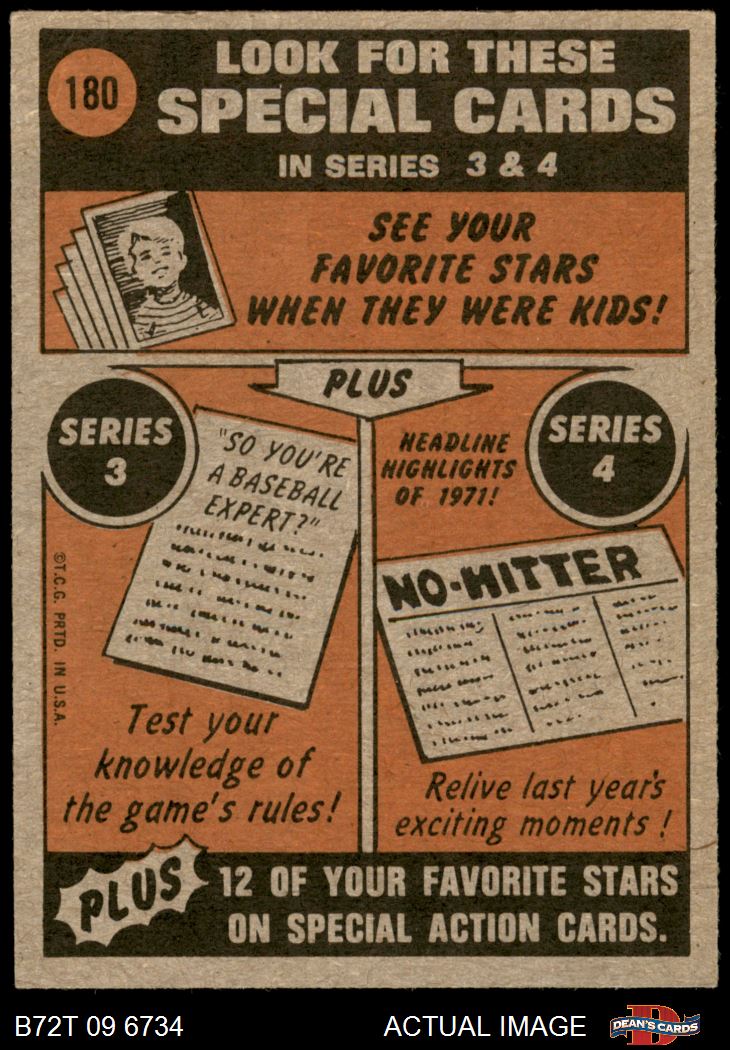 180
LOOK FOR THESE
SPECIAL CARDS
IN SERIES 3 & 4
SEE YOUR
FAVORITE STARS
WHEN THEY WERE KIDS!
PLUS
SERIES
3
"SO YOU'RE
A BASEBALL
EXPERT?"
Test your
knowledge of
the game's rules!
©T.C.G. PRTD. IN U.S.A.
HEADLINE
HIGHLIGHTS
OF 1971!
SERIES
4
NO-HITTER
Relive last year's
exciting moments!
PLUS
12 OF YOUR FAVORITE STARS
ON SPECIAL ACTION CARDS.
B72T 09 6734
ACTUAL IMAGE
D
DEAN'S CARDS